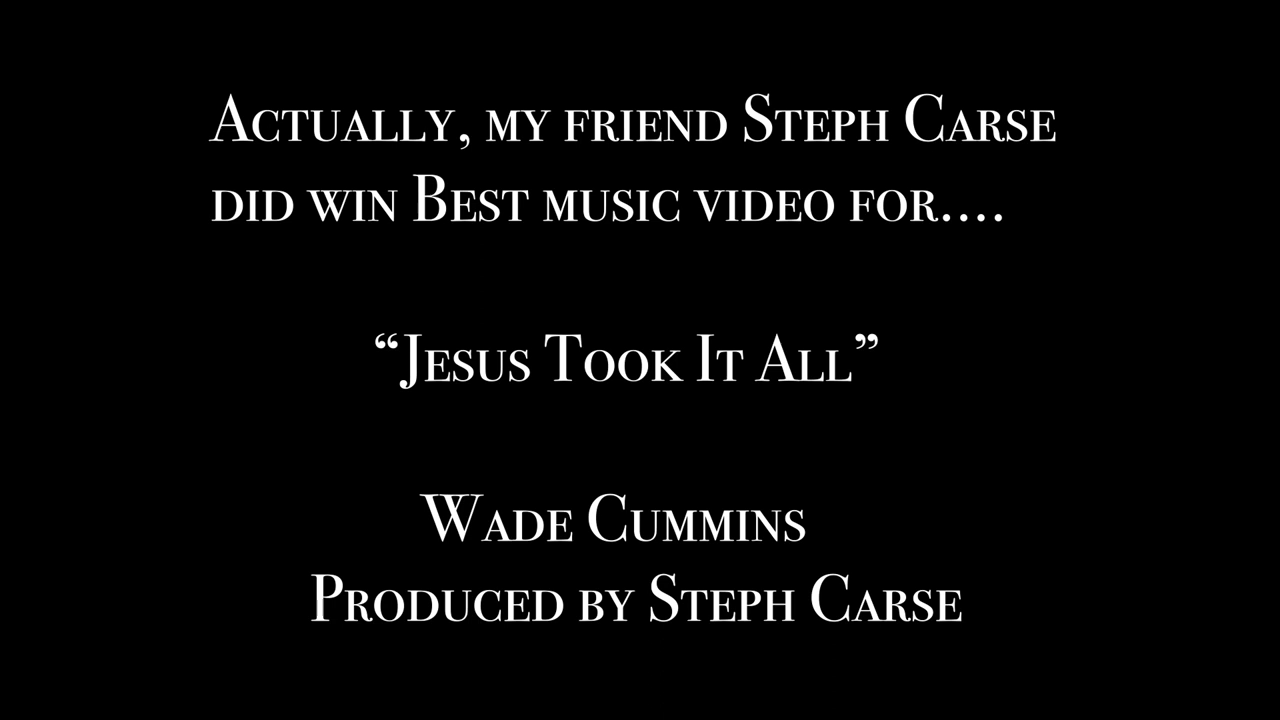 Actually, my friend Steph Carse
did win Best music video for....
“Jesus Took It All”
Wade Cummins
Produced by Steph Carse